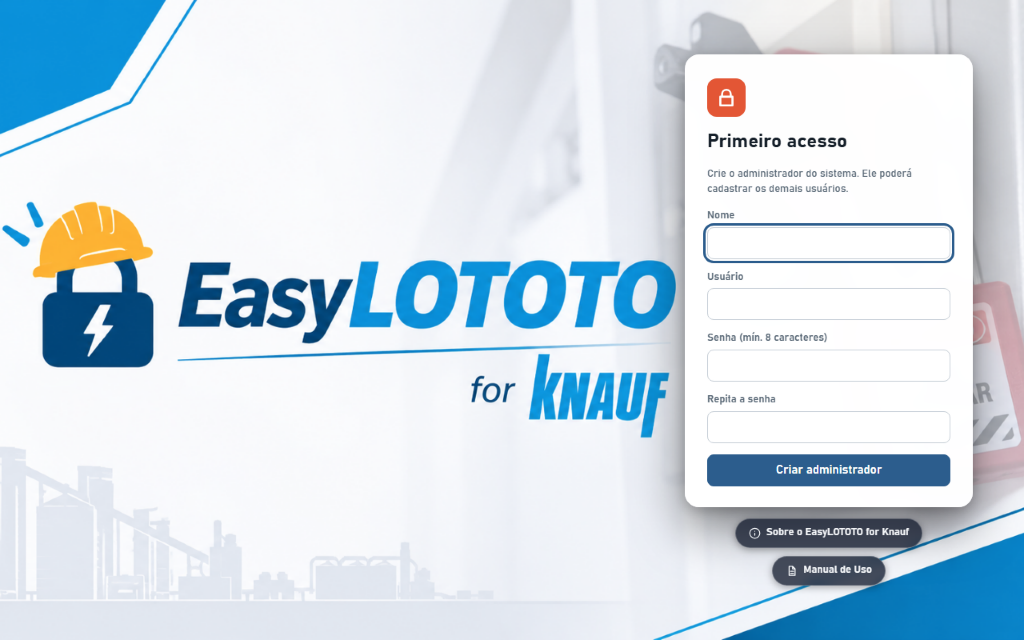 EasyLOTOTO
for KNAUF
Primeiro acesso
Crie o administrador do sistema. Ele poderá
cadastrar os demais usuários.
Nome
Usuário
Senha (mín. 8 caracteres)
Repita a senha
Criar administrador
Sobre o EasyLOTOTO for Knauf
Manual de Uso